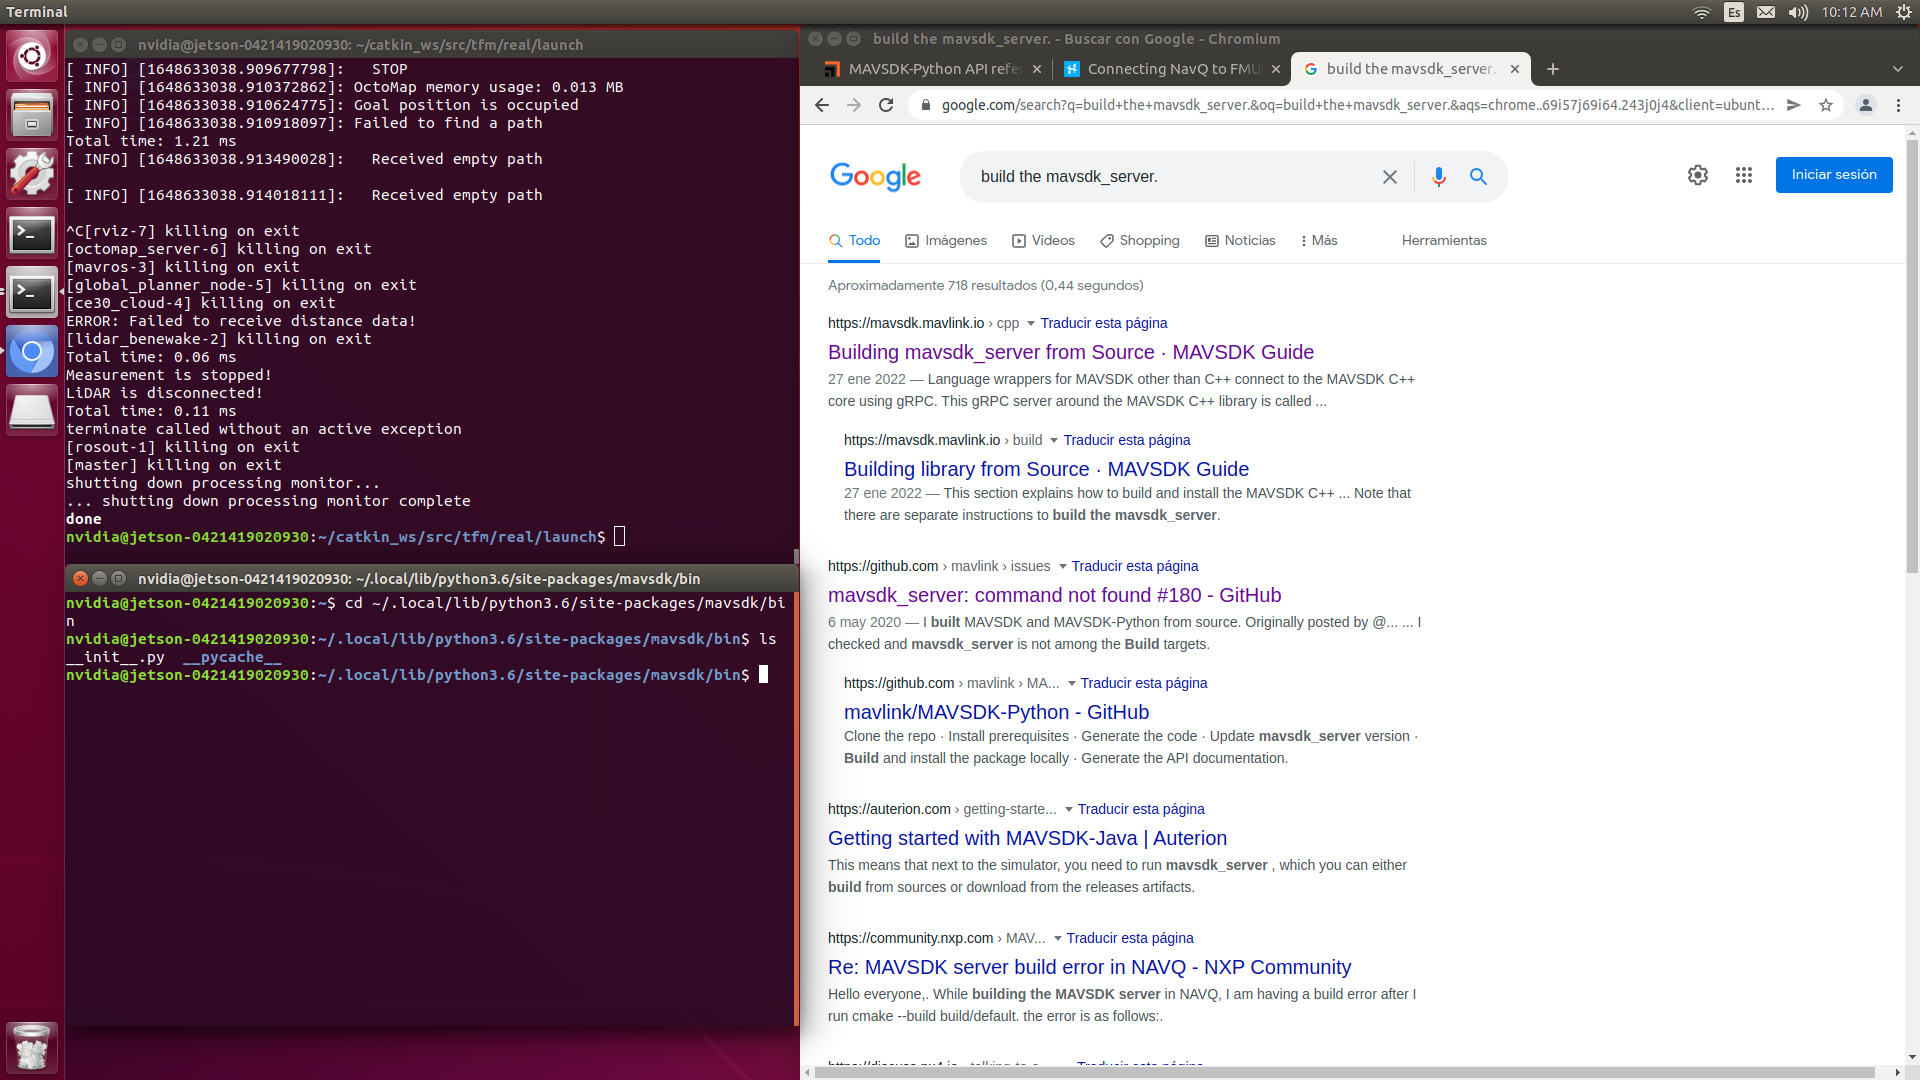 Terminal
Es
10:12 AM
nvidia@jetson-0421419020930: ~/catkin_ws/src/tfm/real/launch
[ INFO] [1648633038.909677798]:   STOP
[ INFO] [1648633038.910372862]: OctoMap memory usage: 0.013 MB
[ INFO] [1648633038.910624775]: Goal position is occupied
[ INFO] [1648633038.910918097]: Failed to find a path
Total time: 1.21 ms
[ INFO] [1648633038.913490028]:   Received empty path
[ INFO] [1648633038.914018111]:   Received empty path
^C[rviz-7] killing on exit
[octomap_server-6] killing on exit
[mavros-3] killing on exit
[global_planner_node-5] killing on exit
[ce30_cloud-4] killing on exit
ERROR: Failed to receive distance data!
[lidar_benewake-2] killing on exit
Total time: 0.06 ms
Measurement is stopped!
LiDAR is disconnected!
Total time: 0.11 ms
terminate called without an active exception
[rosout-1] killing on exit
[master] killing on exit
shutting down processing monitor...
... shutting down processing monitor complete
done
nvidia@jetson-0421419020930:~/catkin_ws/src/tfm/real/launch$
nvidia@jetson-0421419020930: ~/.local/lib/python3.6/site-packages/mavsdk/bin
nvidia@jetson-0421419020930:~$ cd ~/.local/lib/python3.6/site-packages/mavsdk/bi
n
nvidia@jetson-0421419020930:~/.local/lib/python3.6/site-packages/mavsdk/bin$ ls
__init__.py  __pycache__
nvidia@jetson-0421419020930:~/.local/lib/python3.6/site-packages/mavsdk/bin$
build the mavsdk_server. - Buscar con Google - Chromium
MAVSDK-Python API refe
Connecting NavQ to FMU
build the mavsdk_server.
google.com/search?q=build+the+mavsdk_server.&oq=build+the+mavsdk_server.&aqs=chrome..69i57j69i64.243j0j4&client=ubunt...
Google
build the mavsdk_server.
Iniciar sesión
Todo
Imágenes
Videos
Shopping
Noticias
Más
Herramientas
Aproximadamente 718 resultados (0,44 segundos)
https://mavsdk.mavlink.io › cpp Traducir esta página
Building mavsdk_server from Source · MAVSDK Guide
27 ene 2022 — Language wrappers for MAVSDK other than C++ connect to the MAVSDK C++
core using gRPC. This gRPC server around the MAVSDK C++ library is called ...
https://mavsdk.mavlink.io › build Traducir esta página
Building library from Source · MAVSDK Guide
27 ene 2022 — This section explains how to build and install the MAVSDK C++ ... Note that
there are separate instructions to build the mavsdk_server.
https://github.com › mavlink › issues Traducir esta página
mavsdk_server: command not found #180 - GitHub
6 may 2020 — I built MAVSDK and MAVSDK-Python from source. Originally posted by @... ... I
checked and mavsdk_server is not among the Build targets.
https://github.com › mavlink › MA... Traducir esta página
mavlink/MAVSDK-Python - GitHub
Clone the repo · Install prerequisites · Generate the code · Update mavsdk_server version ·
Build and install the package locally · Generate the API documentation.
https://auterion.com › getting-starte... Traducir esta página
Getting started with MAVSDK-Java | Auterion
This means that next to the simulator, you need to run mavsdk_server , which you can either
build from sources or download from the releases artifacts.
https://community.nxp.com › MAV... Traducir esta página
Re: MAVSDK server build error in NAVQ - NXP Community
Hello everyone,. While building the MAVSDK server in NAVQ, I am having a build error after I
run cmake --build build/default. the error is as follows:.